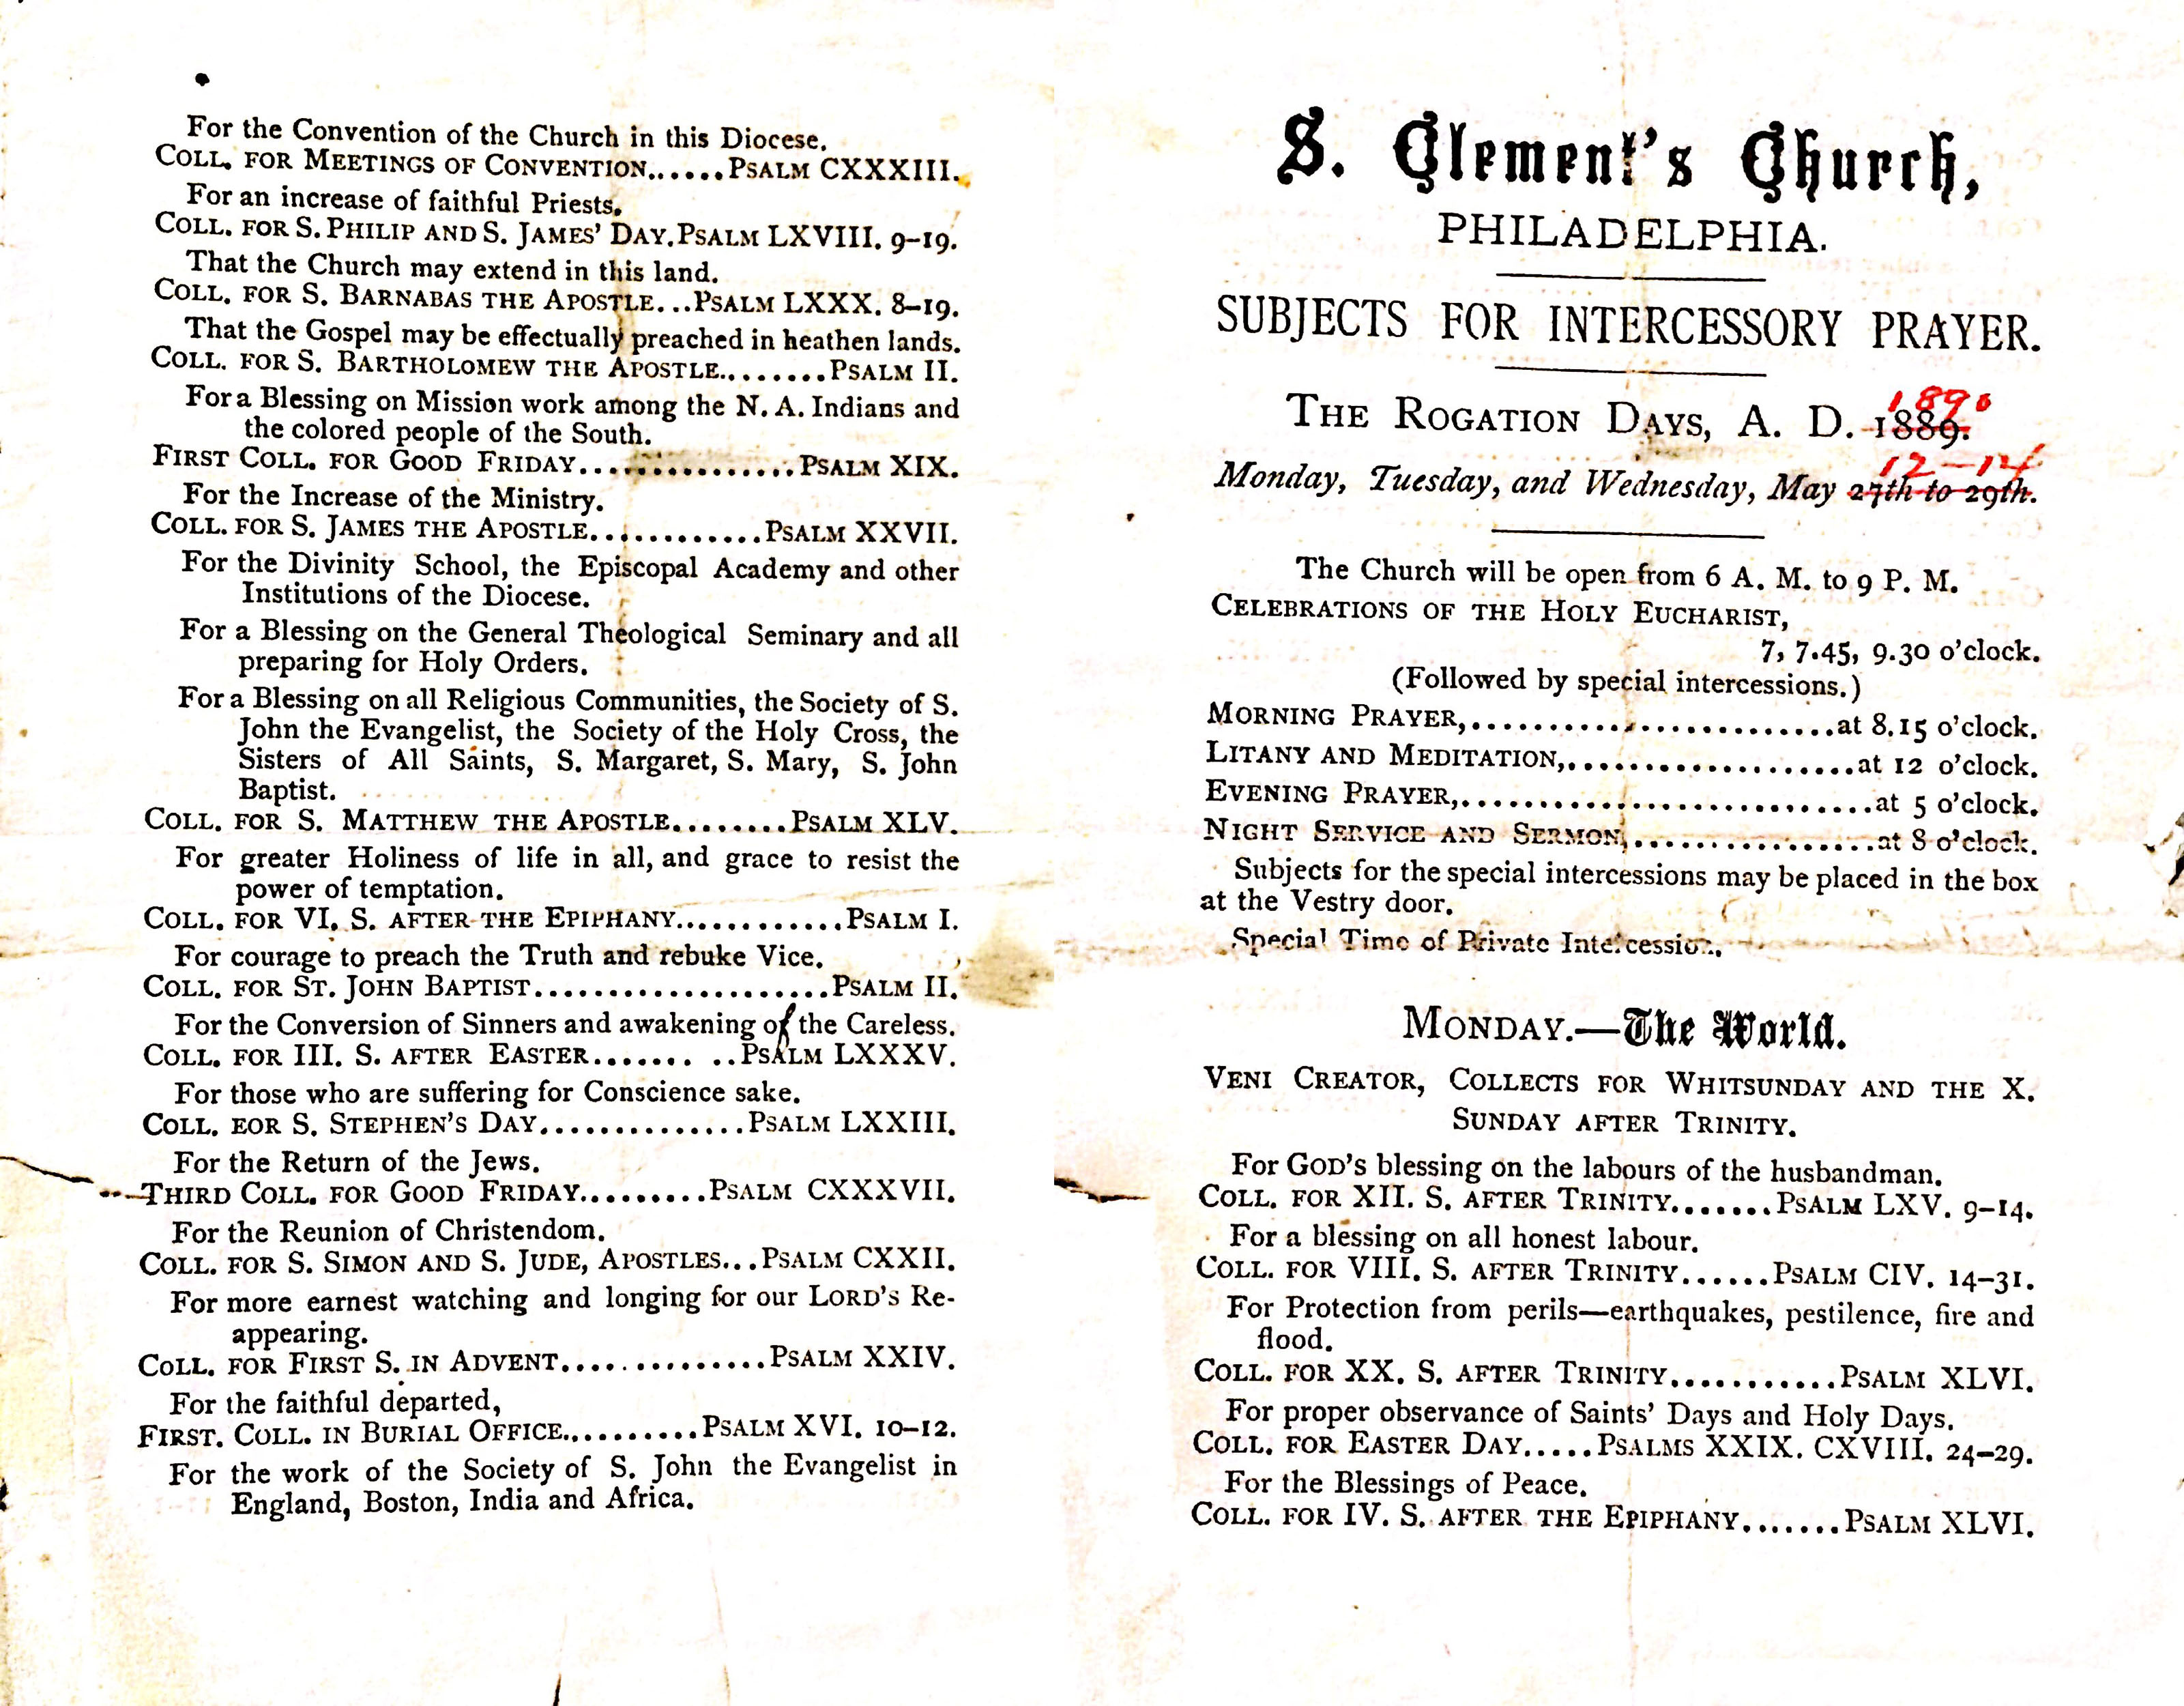 For the Convention of the Church in this Diocese.
COLL. FOR MEETINGS OF CONVENTION......PSALM CXXXIII.
For an increase of faithful Priests.
COLL. FOR S. PHILIP AND S. JAMES' DAY.PSALM LXVIII. 9–19.
That the Church may extend in this land.
COLL. FOR S. BARNABAS THE APOSTLE...PSALM LXXX. 8–19.
That the Gospel may be effectually preached in heathen lands.
COLL. FOR S. BARTHOLOMEW THE APOSTLE........PSALM II.
For a Blessing on Mission work among the N. A. Indians and
the colored people of the South.
FIRST COLL. FOR GOOD FRIDAY...............PSALM XIX.
For the Increase of the Ministry.
COLL. FOR S. JAMES THE APOSTLE............PSALM XXVII.
For the Divinity School, the Episcopal Academy and other
Institutions of the Diocese.
For a Blessing on the General Theological Seminary and all
preparing for Holy Orders.
For a Blessing on all Religious Communities, the Society of S.
John the Evangelist, the Society of the Holy Cross, the
Sisters of All Saints, S. Margaret, S. Mary, S. John
Baptist.
COLL. FOR S. MATTHEW THE APOSTLE........PSALM XLV.
For greater Holiness of life in all, and grace to resist the
power of temptation.
COLL. FOR VI. S. AFTER THE EPIPHANY............PSALM I.
For courage to preach the Truth and rebuke Vice.
COLL. FOR ST. JOHN BAPTIST.....................PSALM II.
For the Conversion of Sinners and awakening of the Careless.
COLL. FOR III. S. AFTER EASTER....... ..PSALM LXXXV.
For those who are suffering for Conscience sake.
COLL. EOR S. STEPHEN'S DAY..............PSALM LXXIII.
For the Return of the Jews.
THIRD COLL. FOR GOOD FRIDAY.........PSALM CXXXVII.
For the Reunion of Christendom.
COLL. FOR S. SIMON AND S. JUDE, APOSTLES...PSALM CXXII.
For more earnest watching and longing for our LORD'S Re-
appearing.
COLL. FOR FIRST S. IN ADVENT..............PSALM XXIV.
For the faithful departed,
FIRST. COLL. IN BURIAL OFFICE..........PSALM XVI. 10–12.
For the work of the Society of S. John the Evangelist in
England, Boston, India and Africa.
S. Clement's Church,
PHILADELPHIA.
SUBJECTS FOR INTERCESSORY PRAYER.
1890
THE ROGATION DAYS, A. D. 1889.
12–14
Monday, Tuesday, and Wednesday, May 27th to 29th.
The Church will be open from 6 A. M. to 9 P. M.
CELEBRATIONS OF THE HOLY EUCHARIST,
7, 7.45, 9.30 o'clock.
(Followed by special intercessions.)
MORNING PRAYER,..........................at 8.15 o'clock.
LITANY AND MEDITATION,....................at 12 o'clock.
EVENING PRAYER,............................at 5 o'clock.
NIGHT SERVICE AND SERMON,.................at 8 o'clock.
Subjects for the special intercessions may be placed in the box
at the Vestry door.
Special Time of Private Intercession.
MONDAY.—The World.
VENI CREATOR, COLLECTS FOR WHITSUNDAY AND THE X.
SUNDAY AFTER TRINITY.
For GOD'S blessing on the labours of the husbandman.
COLL. FOR XII. S. AFTER TRINITY.......PSALM LXV. 9–14.
For a blessing on all honest labour.
COLL. FOR VIII. S. AFTER TRINITY......PSALM CIV. 14–31.
For Protection from perils—earthquakes, pestilence, fire and
flood.
COLL. FOR XX. S. AFTER TRINITY...........PSALM XLVI.
For proper observance of Saints' Days and Holy Days.
COLL. FOR EASTER DAY.....PSALMS XXIX. CXVIII. 24–29.
For the Blessings of Peace.
COLL. FOR IV. S. AFTER THE EPIPHANY.......PSALM XLVI.